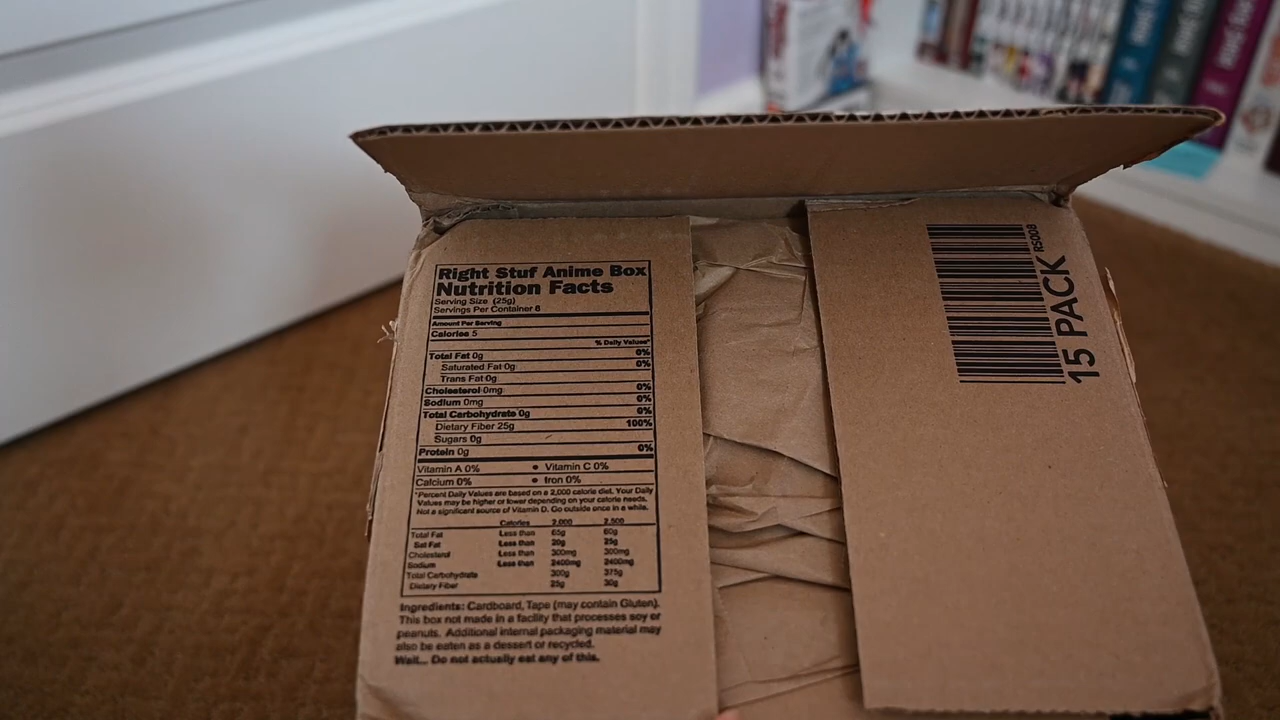 Right Stuf Anime Box
Nutrition Facts
Serving Size (25g)
Servings Per Container 6
Amount Per Serving
Calories 5
% Daily Values*
Total Fat 0g 0%
Saturated Fat 0g 0%
Trans Fat 0g
Cholesterol 0mg 0%
Sodium 0mg 0%
Total Carbohydrate 0g 0%
Dietary Fiber 25g 100%
Sugars 0g
Protein 0g 0%
Vitamin A 0% • Vitamin C 0%
Calcium 0% • Iron 0%
*Percent Daily Values are based on a 2,000 calorie diet. Your Daily
Values may be higher or lower depending on your calorie needs.
Not a significant source of Vitamin D. Go outside once in a while.
Calories 2,000 2,500
Total Fat Less than 65g 80g
Sat Fat Less than 20g 25g
Cholesterol Less than 300mg 300mg
Sodium Less than 2400mg 2400mg
Total Carbohydrate 300g 375g
Dietary Fiber 25g 30g
Ingredients: Cardboard, Tape (may contain Gluten).
This box not made in a facility that processes soy or
peanuts. Additional internal packaging material may
also be eaten as a dessert or recycled.
Wait... Do not actually eat any of this.
15 PACK RS008